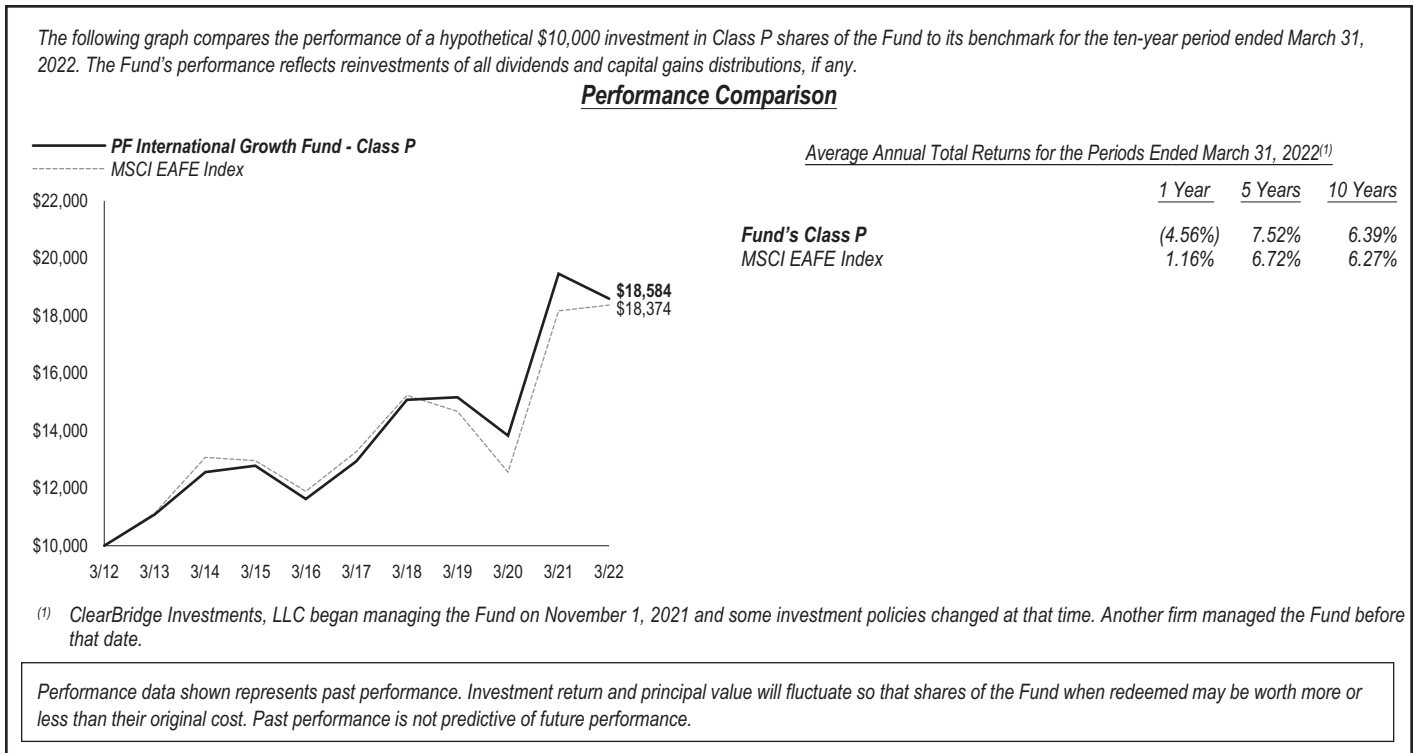 The following graph compares the performance of a hypothetical $10,000 investment in Class P shares of the Fund to its benchmark for the ten-year period ended March 31,
2022. The Fund’s performance reflects reinvestments of all dividends and capital gains distributions, if any.
Performance Comparison
PF International Growth Fund - Class P
MSCI EAFE Index
$22,000
$20,000
$18,000
$16,000
$14,000
$12,000
$10,000
3/12 3/13 3/14 3/15 3/16 3/17 3/18 3/19 3/20 3/21 3/22
$18,584
$18,374
Average Annual Total Returns for the Periods Ended March 31, 2022(1)
1 Year 5 Years 10 Years
Fund’s Class P (4.56%) 7.52% 6.39%
MSCI EAFE Index 1.16% 6.72% 6.27%
(1) ClearBridge Investments, LLC began managing the Fund on November 1, 2021 and some investment policies changed at that time. Another firm managed the Fund before
that date.
Performance data shown represents past performance. Investment return and principal value will fluctuate so that shares of the Fund when redeemed may be worth more or
less than their original cost. Past performance is not predictive of future performance.